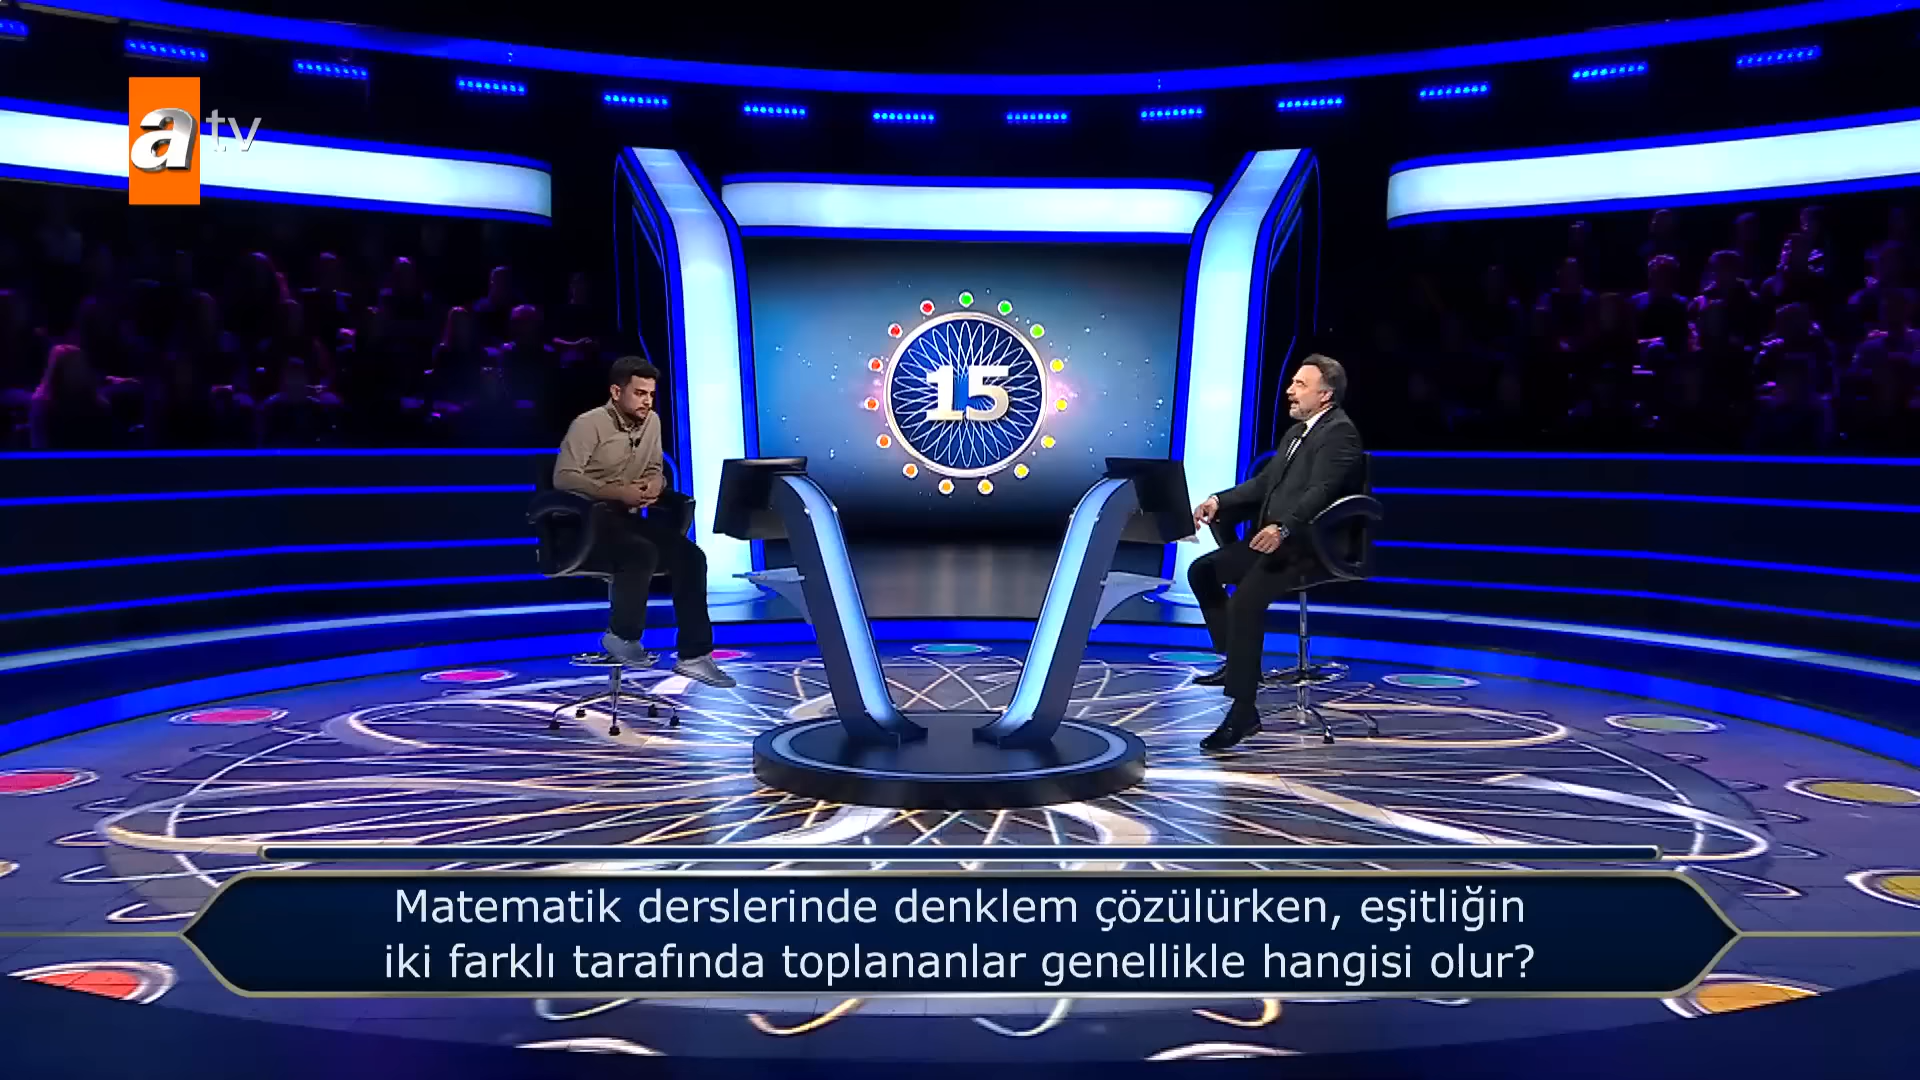 atv
15
Matematik derslerinde denklem çözülürken, eşitliğin
iki farklı tarafında toplananlar genellikle hangisi olur?